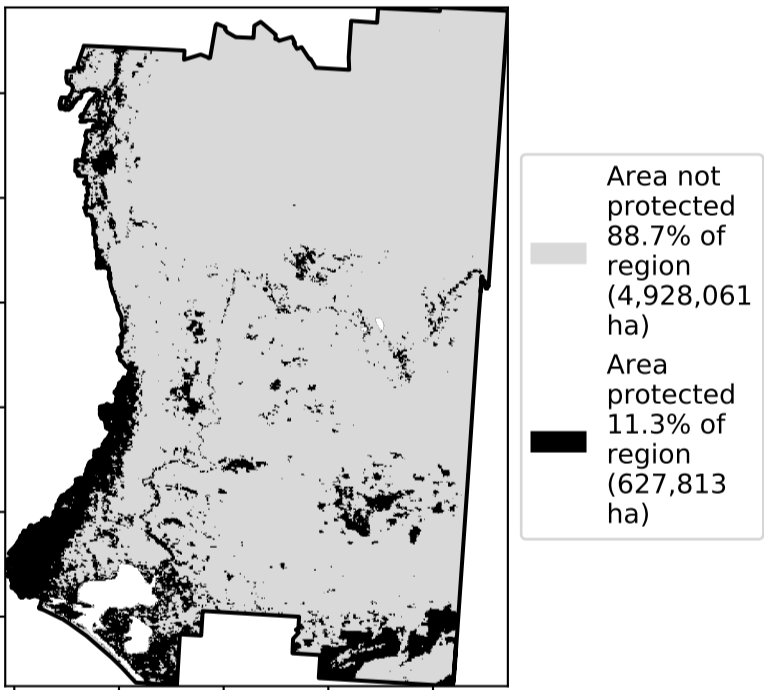 Area not
protected
88.7% of
region
(4,928,061
ha)
Area
protected
11.3% of
region
(627,813
ha)